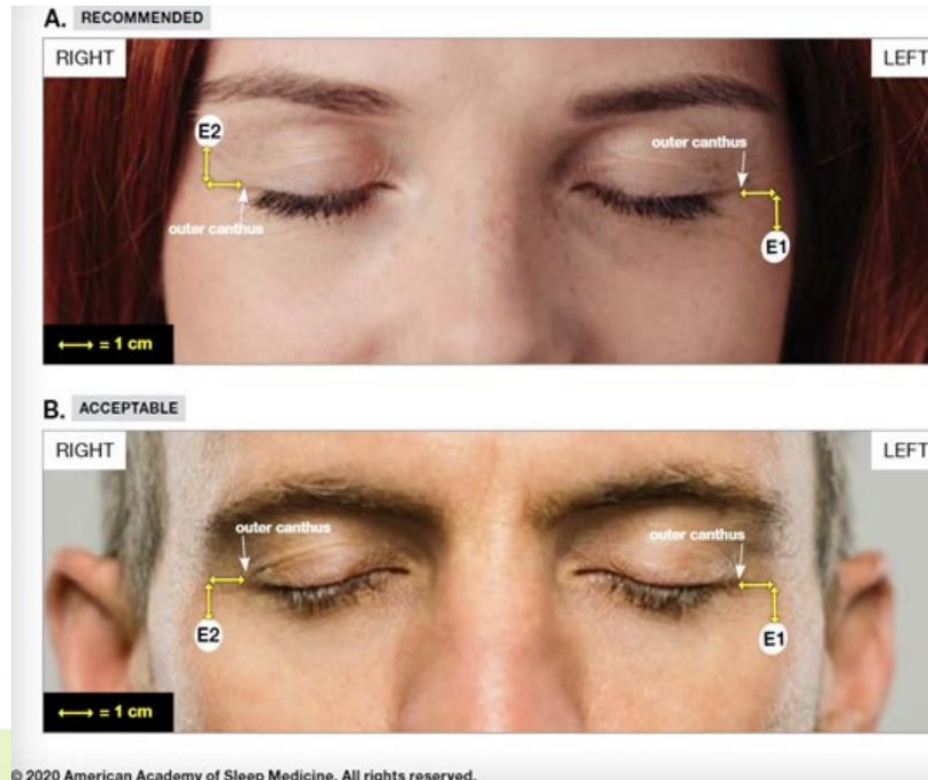 A. RECOMMENDED
RIGHT
LEFT
E2
outer canthus
outer canthus
E1
= 1 cm
B. ACCEPTABLE
RIGHT
LEFT
outer canthus
outer canthus
E2
E1
= 1 cm
© 2020 American Academy of Sleep Medicine. All rights reserved.